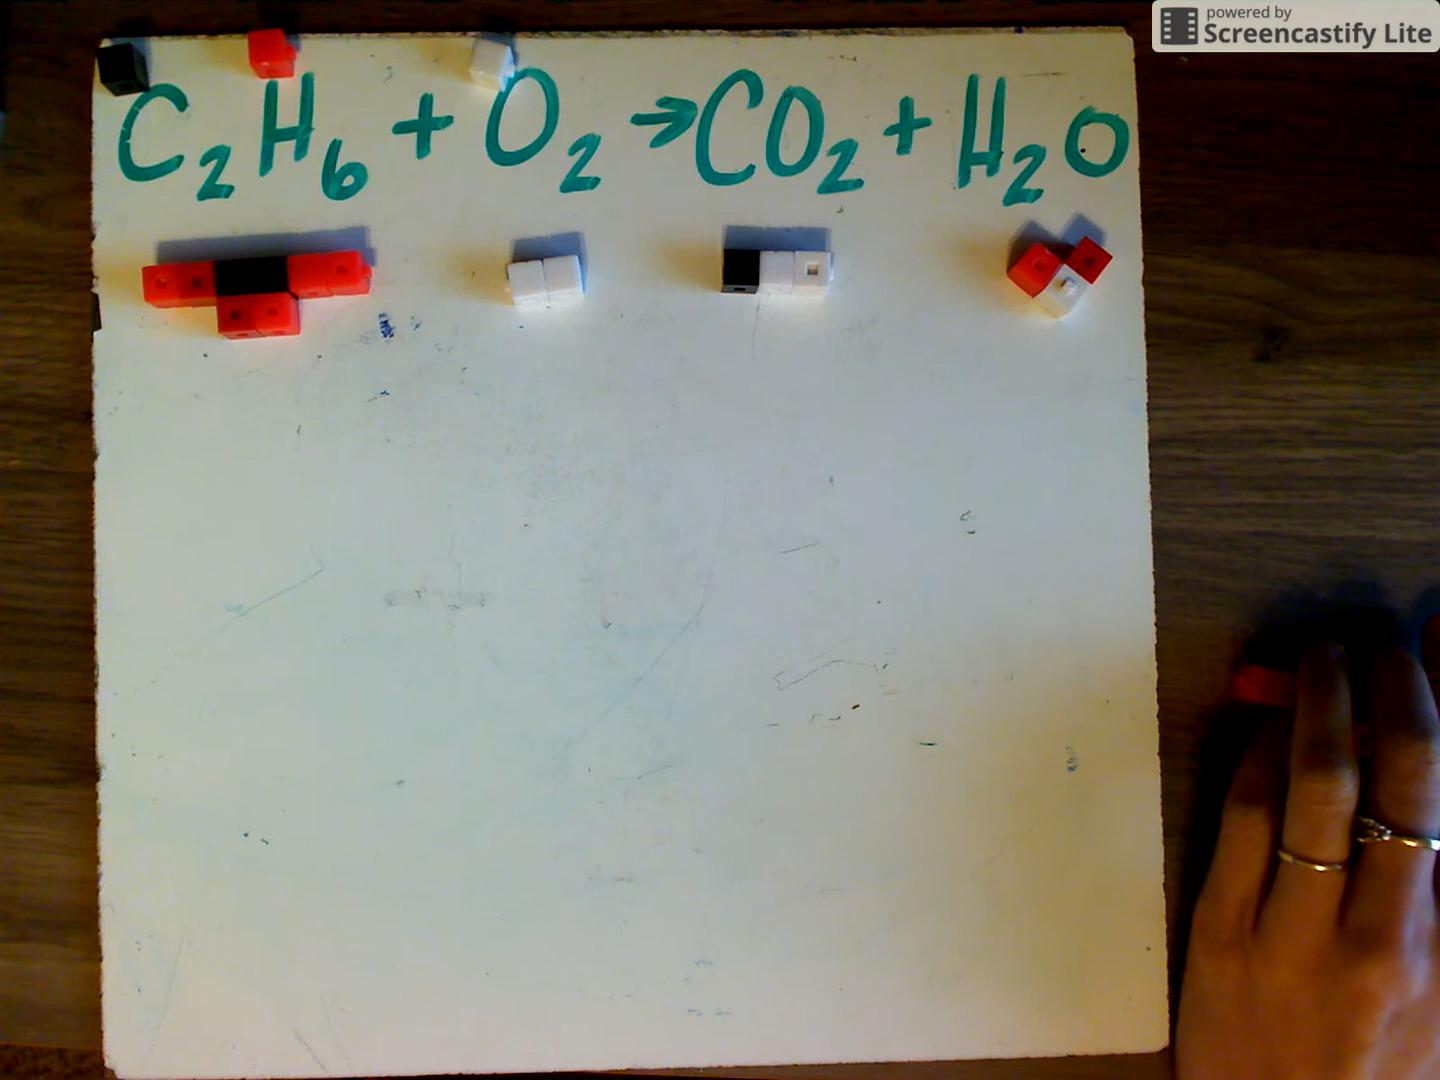 C₂H₆ + O₂ → CO₂ + H₂O
powered by
Screencastify Lite